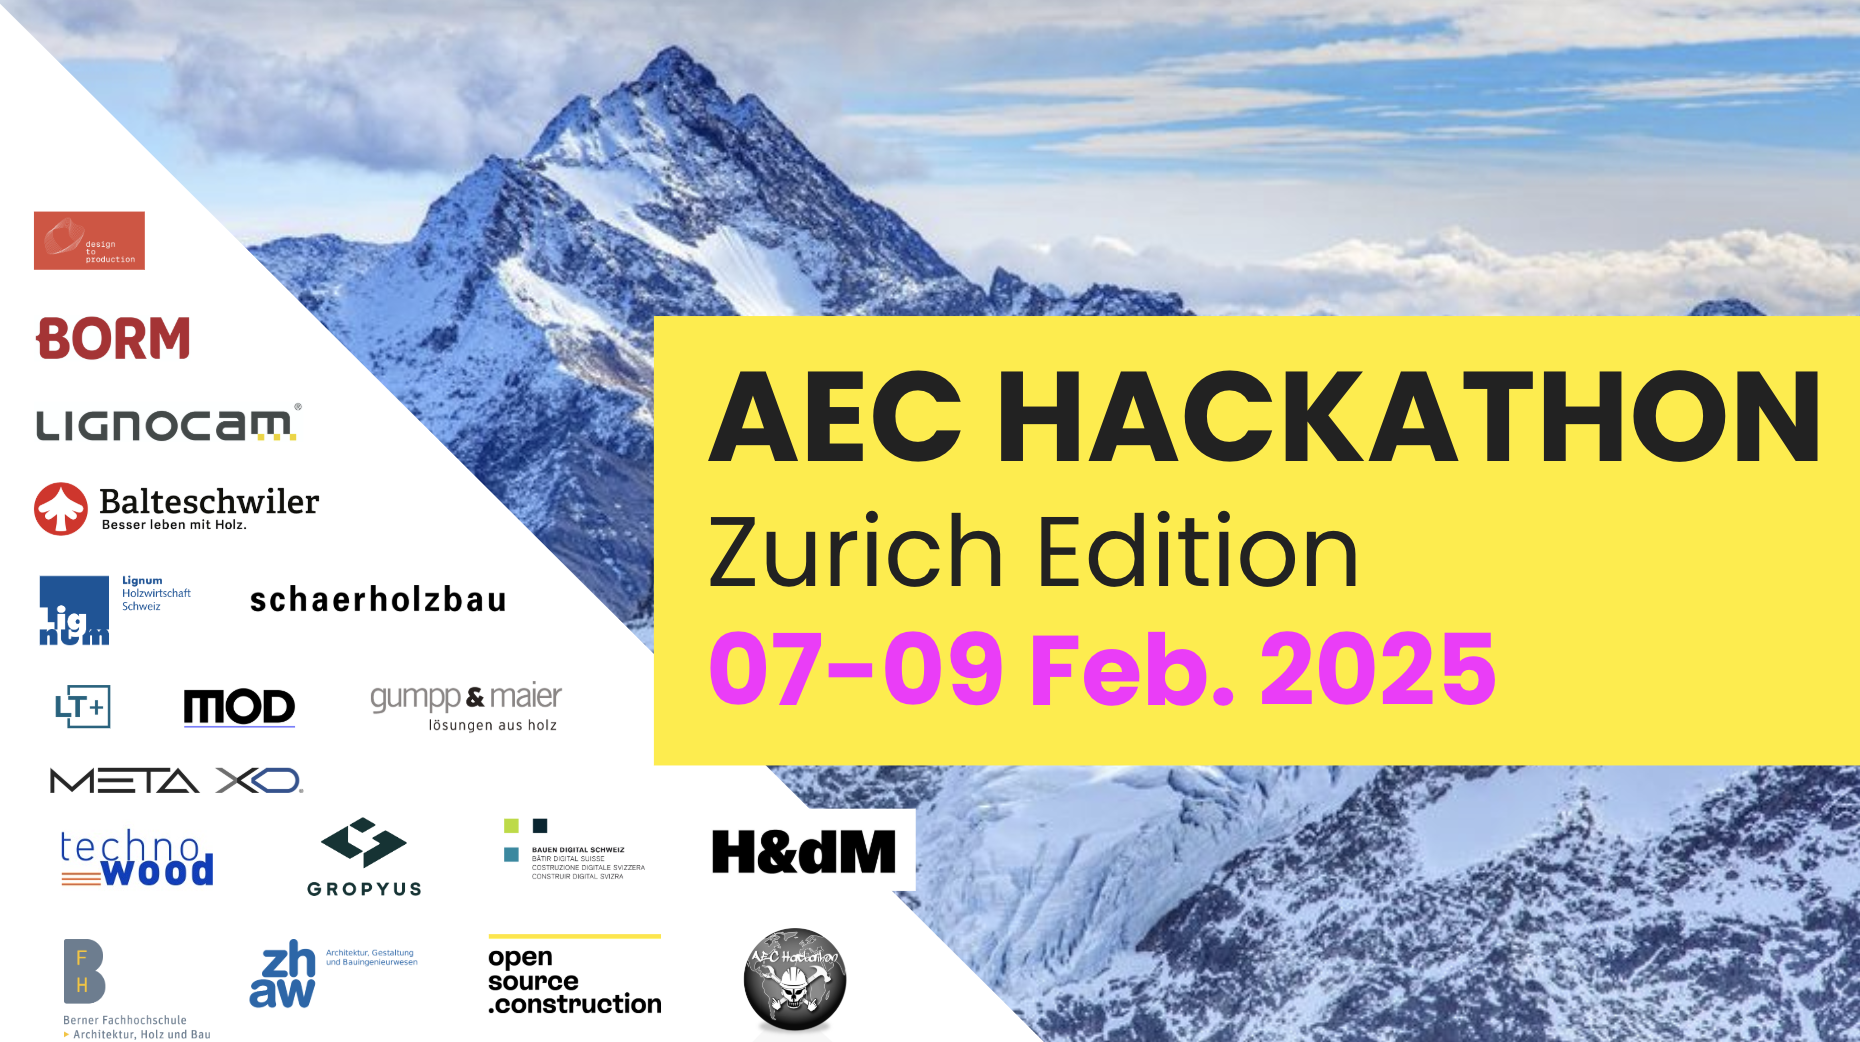 design
to
production
BORM
LIGNOCAM®
Balteschwiler
Besser leben mit Holz.
Lignum
Holzwirtschaft
Schweiz
Lig
num
schaerholzbau
LT+
MOD
gumpp & maier
lösungen aus holz
META XO.
techno
wood
GROPYUS
BAUEN DIGITAL SCHWEIZ
BÂTIR DIGITAL SUISSE
COSTRUZIONE DIGITALE SVIZZERA
CONSTRUIR DIGITAL SVIZRA
H&dM
B
F
H
Berner Fachhochschule
Architektur, Holz und Bau
zh
aw
Architektur, Gestaltung
und Bauingenieurwesen
open
source
.construction
AEC Hackathon
AEC HACKATHON
Zurich Edition
07-09 Feb. 2025